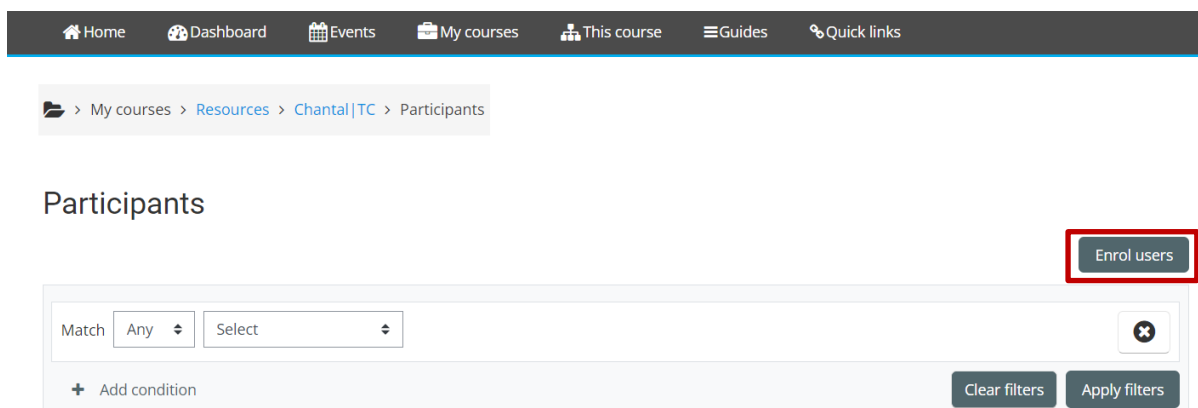 Home Dashboard Events My courses This course Guides Quick links
> My courses > Resources > Chantal|TC > Participants
Participants
Enrol users
Match Any Select
Add condition Clear filters Apply filters